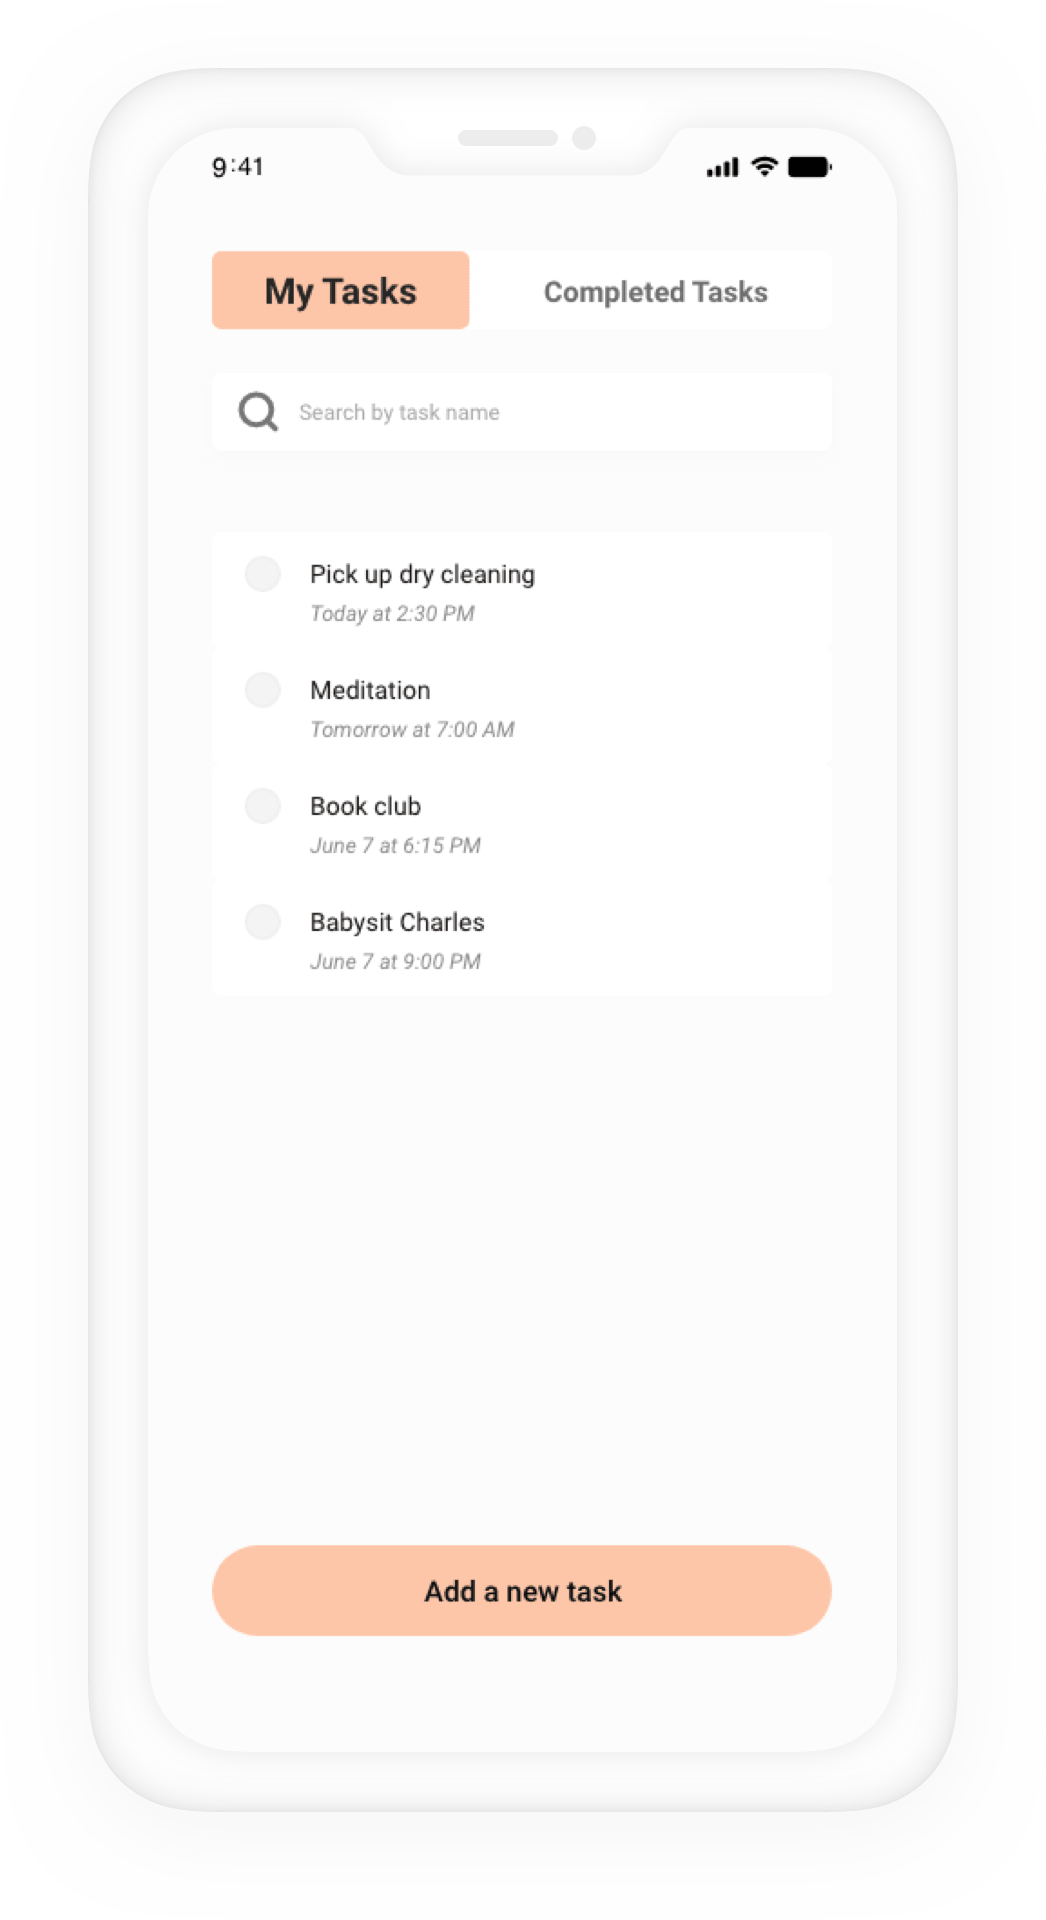 9:41
My Tasks
Completed Tasks
Search by task name
Pick up dry cleaning
Today at 2:30 PM
Meditation
Tomorrow at 7:00 AM
Book club
June 7 at 6:15 PM
Babysit Charles
June 7 at 9:00 PM
Add a new task